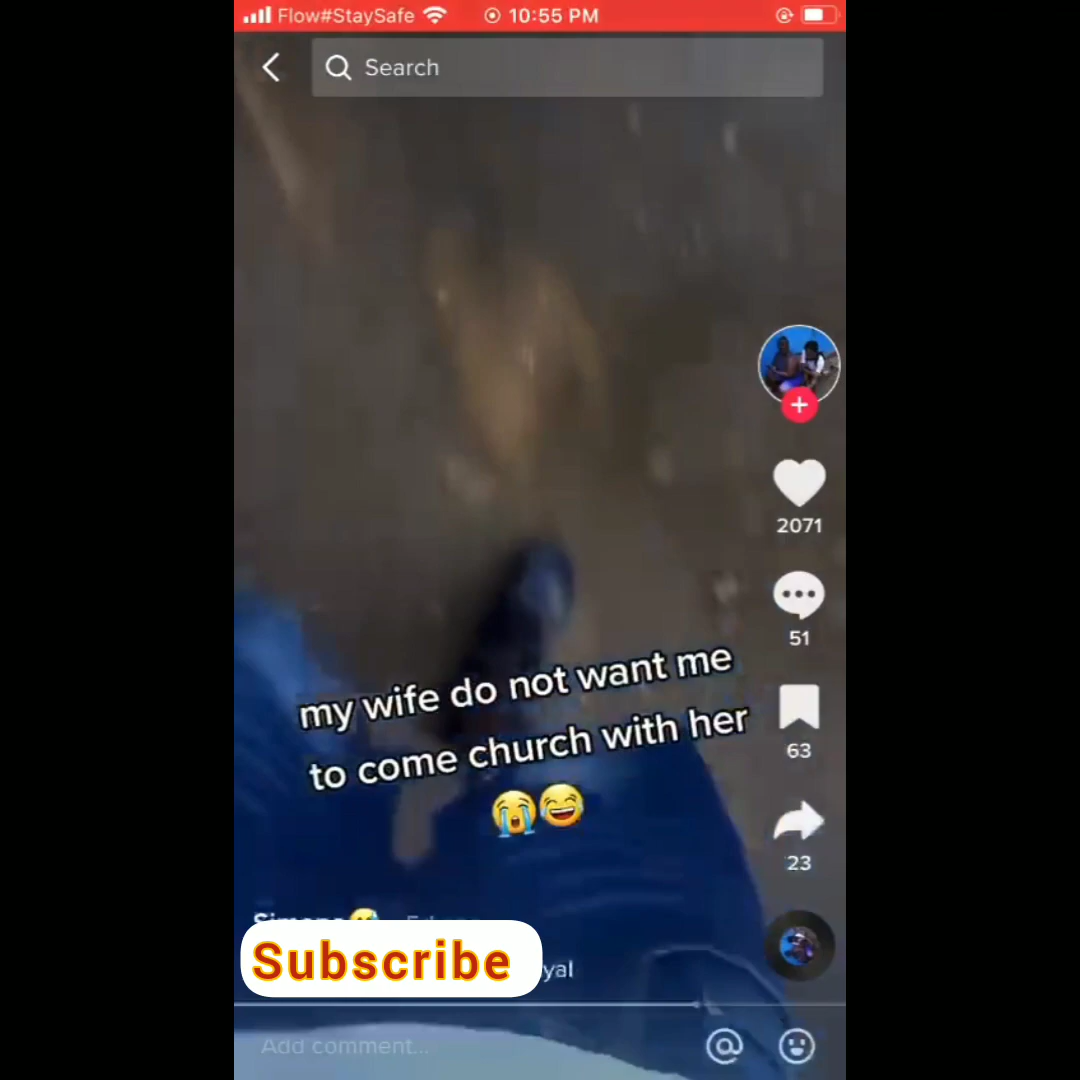 Flow#StaySafe 10:55 PM
Search
2071
51
my wife do not want me
to come church with her
😭😂
63
23
Subscribe
yal
Add comment...